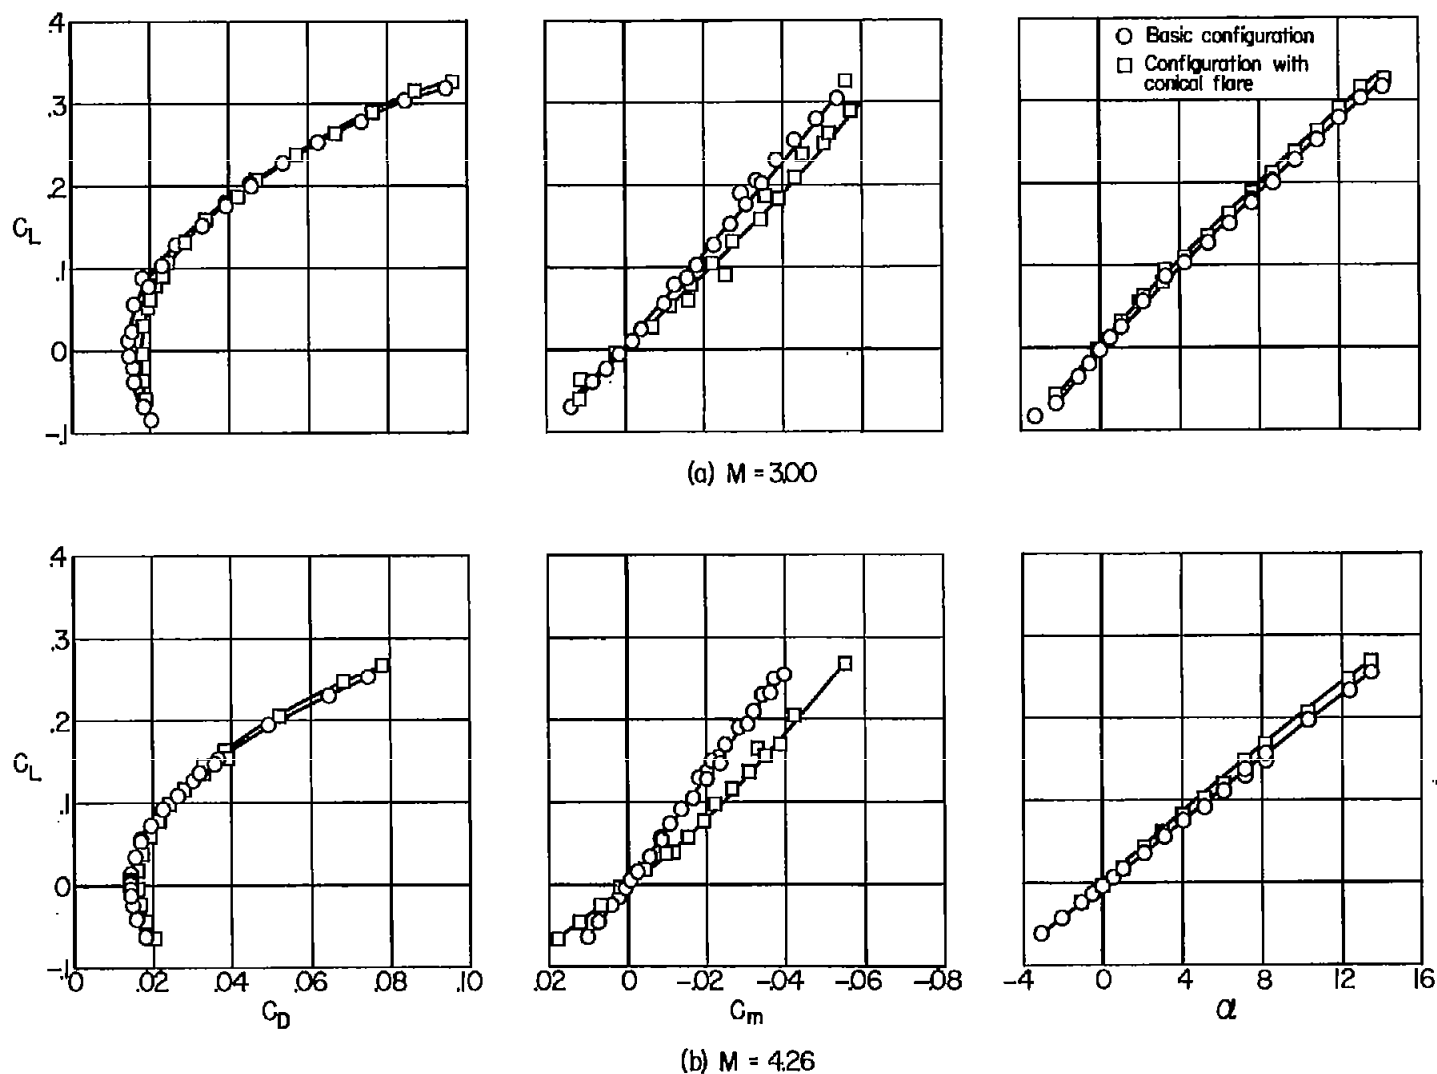 .4
.3
.2
C_L
.1
0
-.1
○ Basic configuration
□ Configuration with
conical flare
(a) M = 3.00
.4
.3
.2
C_L
.1
0
-.1
0 .02 .04 .06 .08 .10
C_D
.02 0 -.02 -.04 -.06 -.08
C_m
-4 0 4 8 12 16
α
(b) M = 4.26